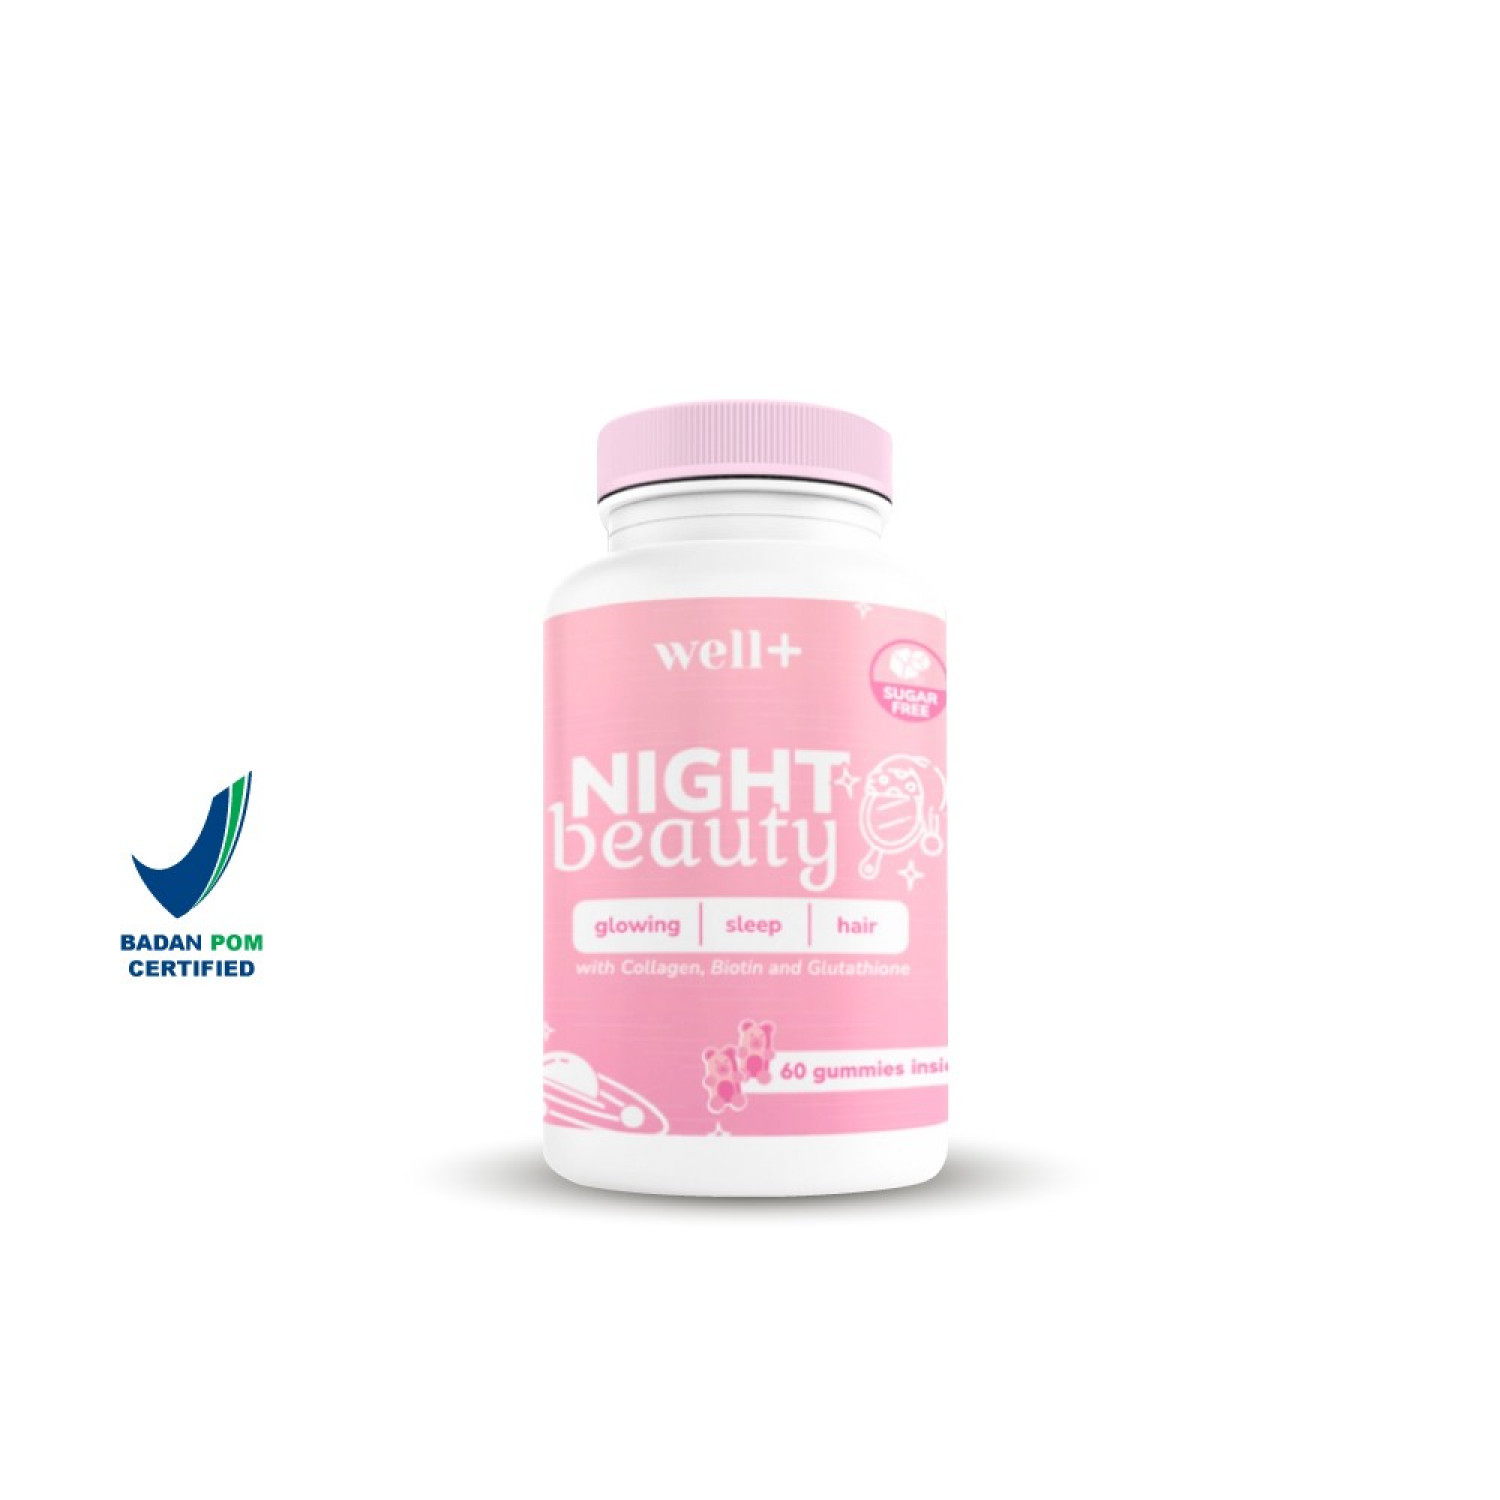 well+
SUGAR
FREE
NIGHT
beauty
glowing | sleep | hair
with Collagen, Biotin and Glutathione
60 gummies insi
BADAN POM
CERTIFIED